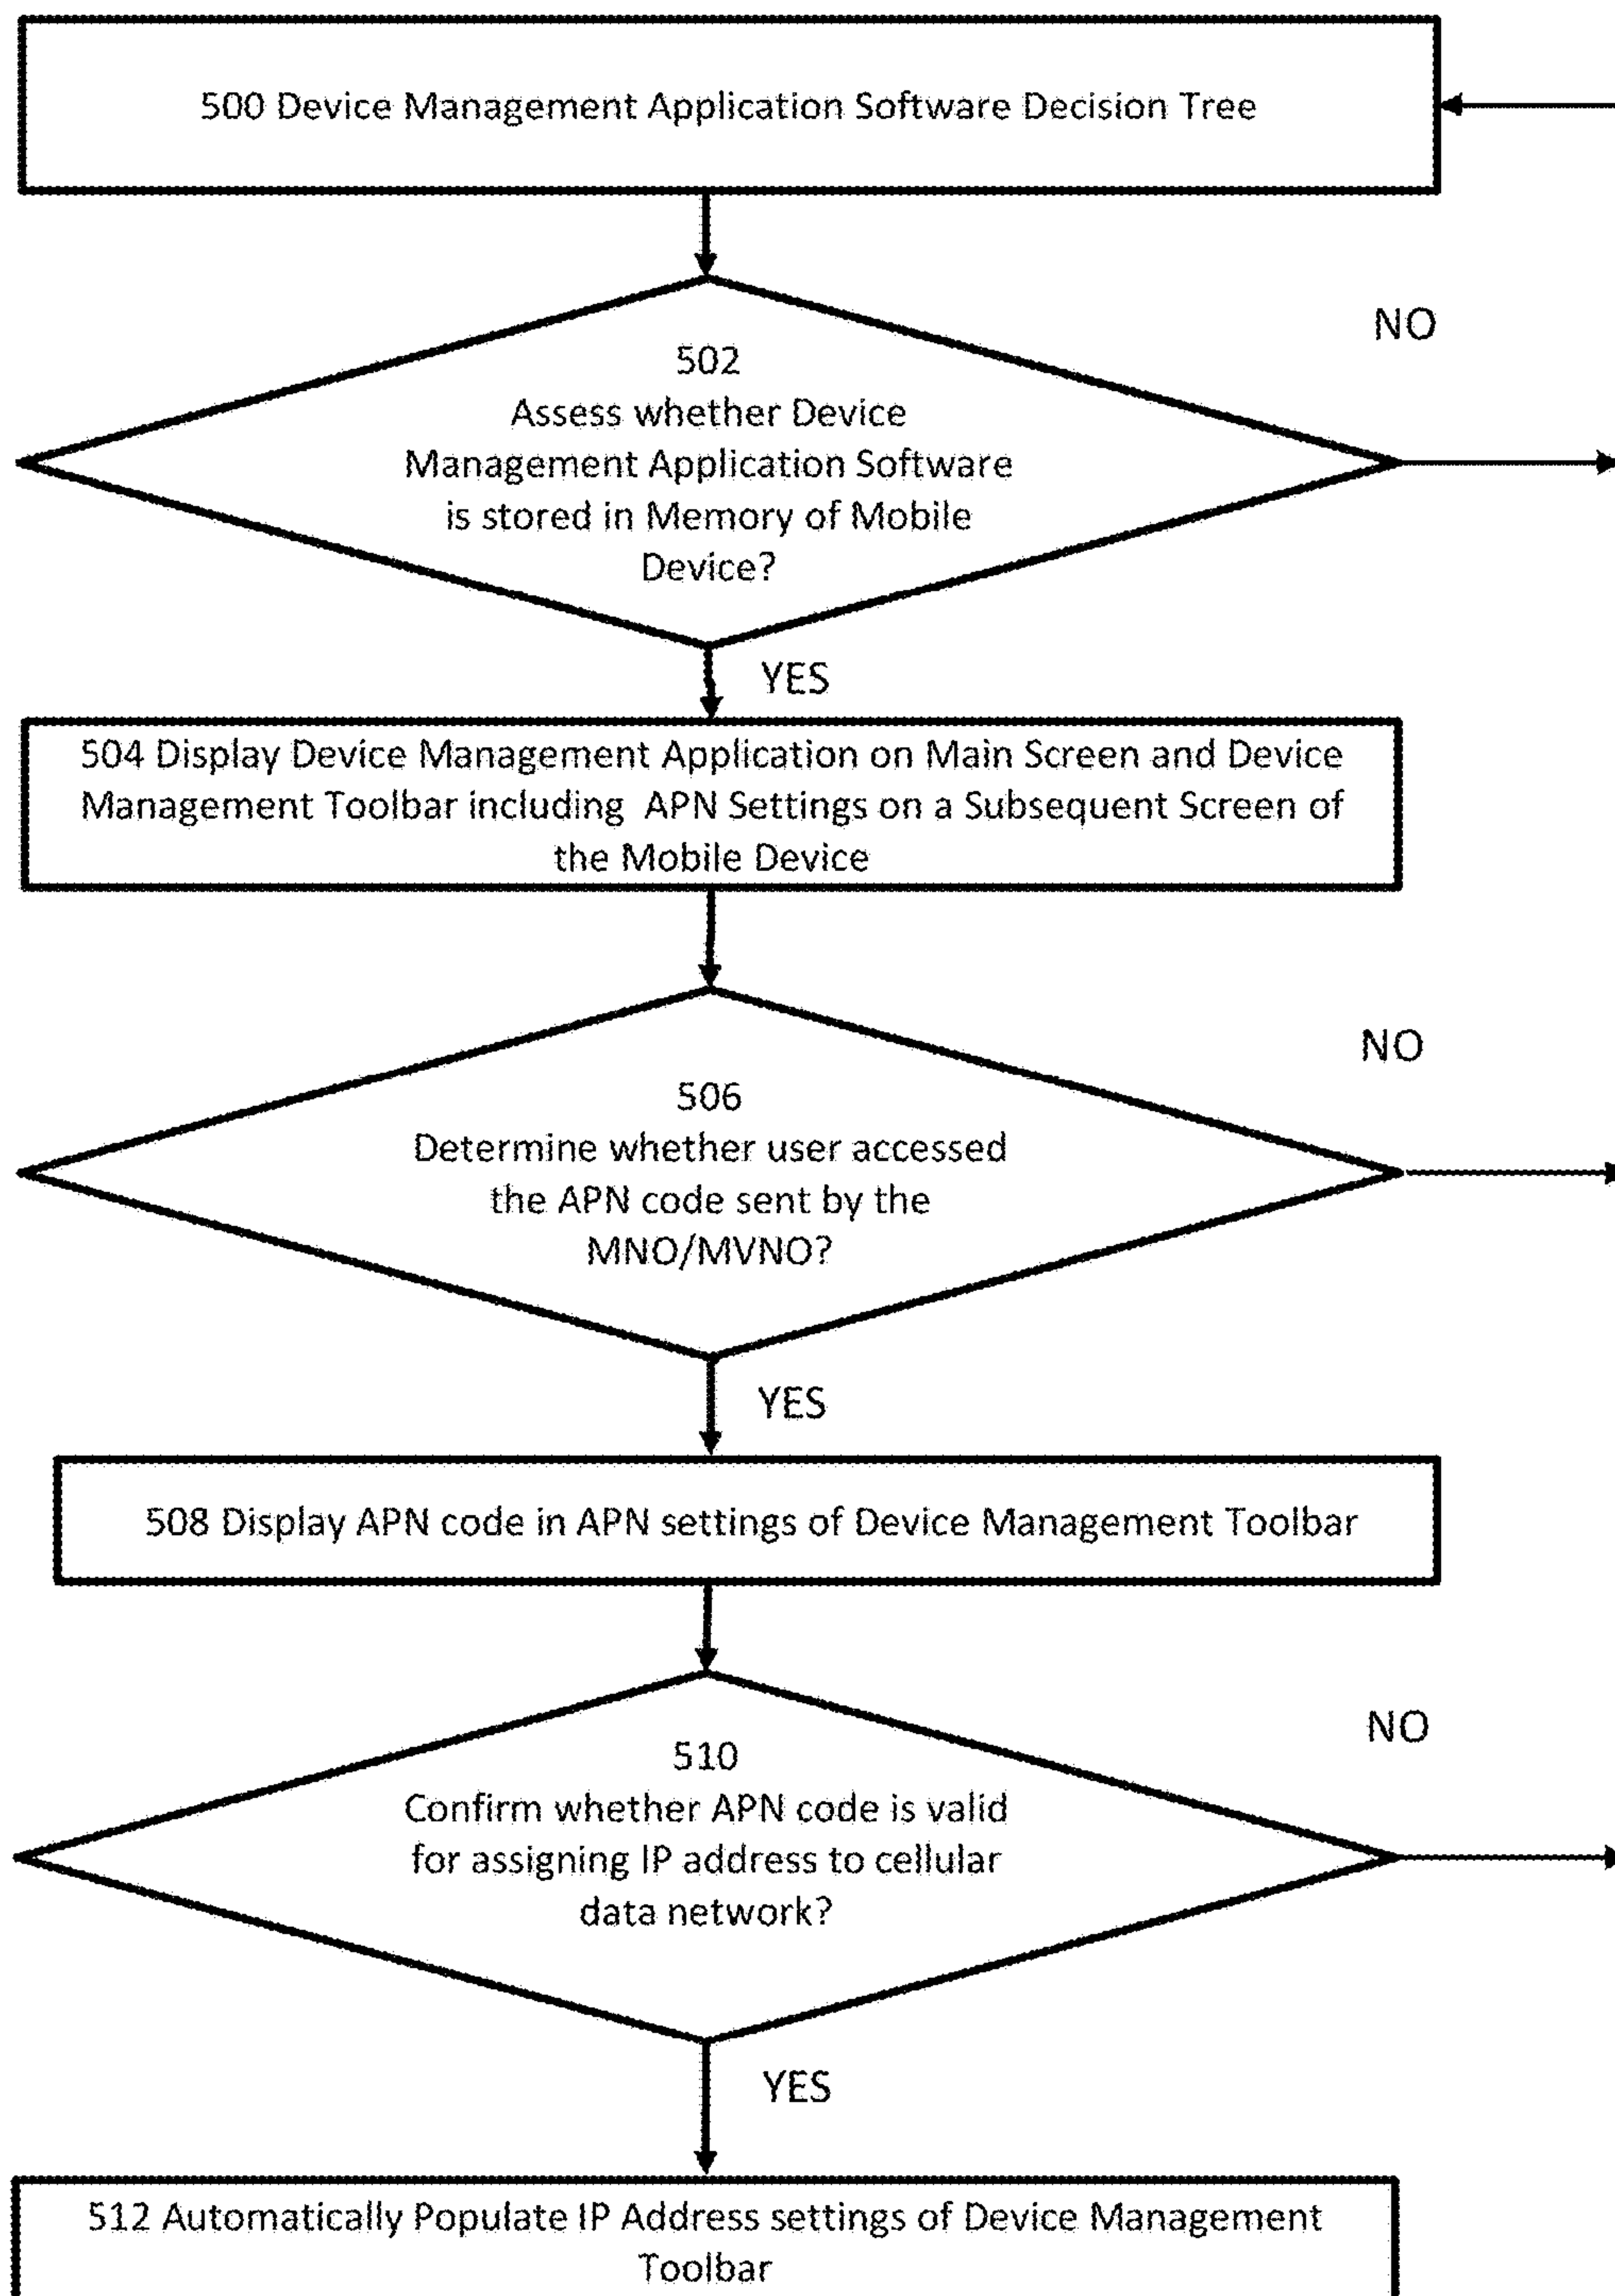 500 Device Management Application Software Decision Tree
NO
502
Assess whether Device
Management Application Software
is stored in Memory of Mobile
Device?
YES
504 Display Device Management Application on Main Screen and Device
Management Toolbar including APN Settings on a Subsequent Screen of
the Mobile Device
NO
506
Determine whether user accessed
the APN code sent by the
MNO/MVNO?
YES
508 Display APN code in APN settings of Device Management Toolbar
NO
510
Confirm whether APN code is valid
for assigning IP address to cellular
data network?
YES
512 Automatically Populate IP Address settings of Device Management
Toolbar